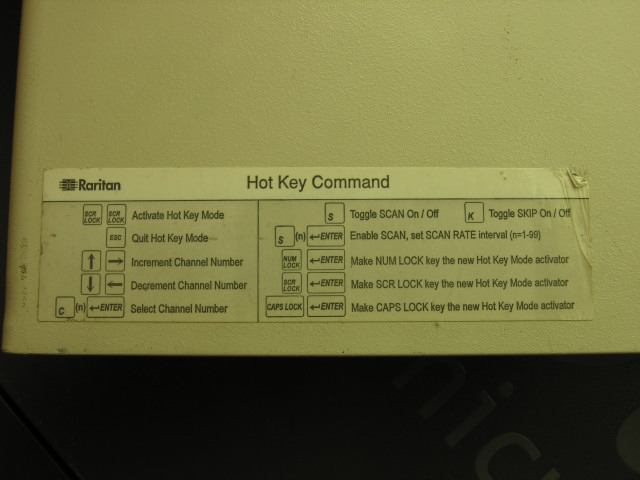 Raritan
Hot Key Command
SCR LOCK SCR LOCK Activate Hot Key Mode
ESC Quit Hot Key Mode
↑ → Increment Channel Number
↓ ← Decrement Channel Number
C (n) ↵ENTER Select Channel Number
S Toggle SCAN On / Off K Toggle SKIP On / Off
S (n) ↵ENTER Enable SCAN, set SCAN RATE interval (n=1-99)
NUM LOCK ↵ENTER Make NUM LOCK key the new Hot Key Mode activator
SCR LOCK ↵ENTER Make SCR LOCK key the new Hot Key Mode activator
CAPS LOCK ↵ENTER Make CAPS LOCK key the new Hot Key Mode activator
nic